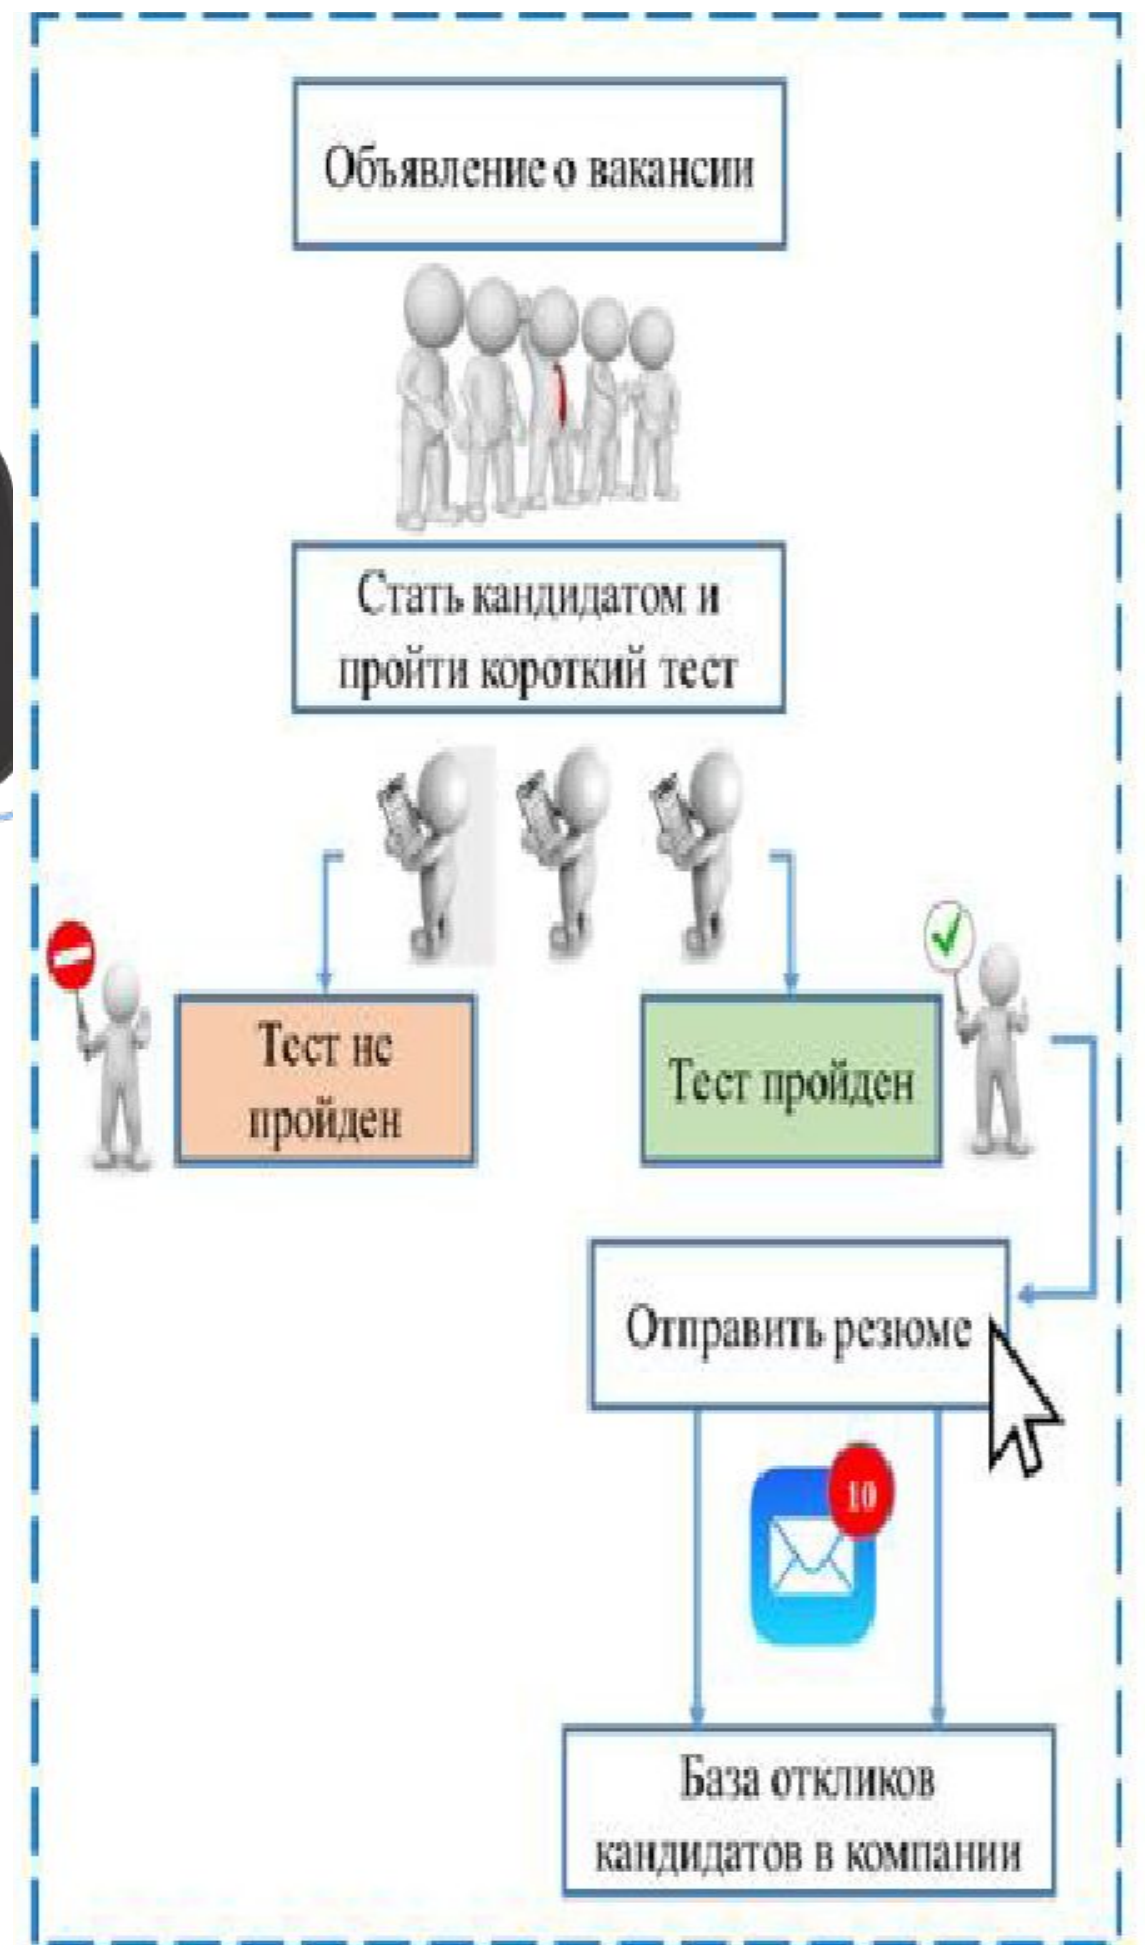 Объявление о вакансии
Стать кандидатом и
пройти короткий тест
Тест не
пройден
Тест пройден
Отправить резюме
10
База откликов
кандидатов в компании